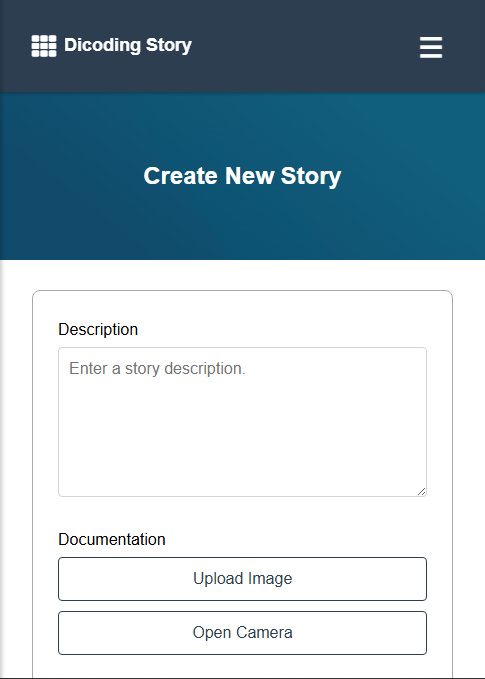 Dicoding Story
Create New Story
Description
Enter a story description.
Documentation
Upload Image
Open Camera